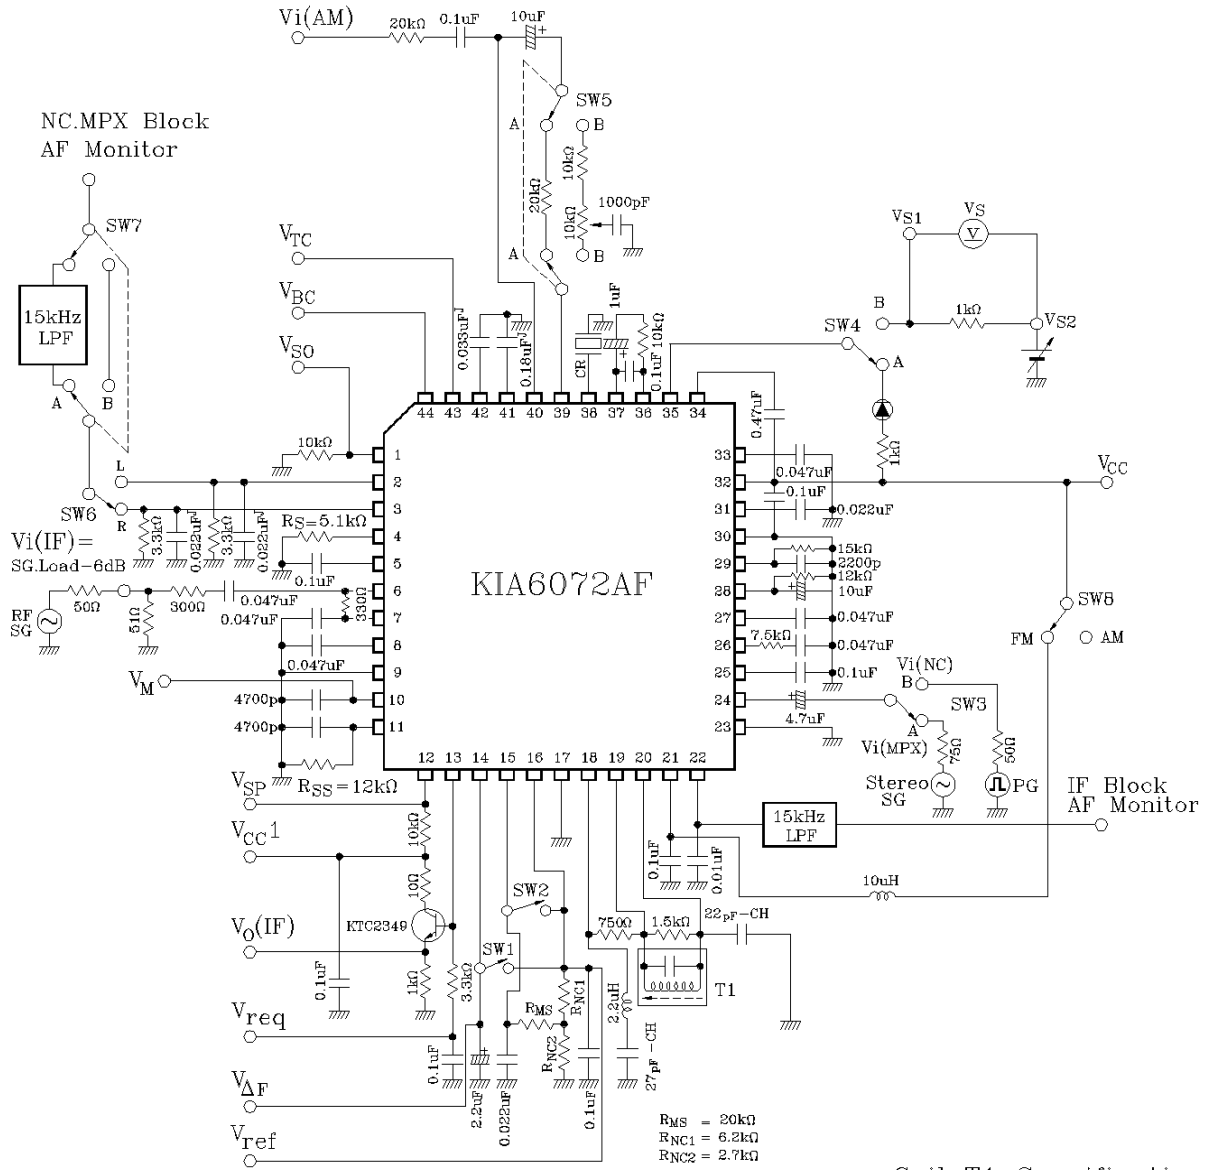 Vi(AM)
20kΩ
0.1uF
10uF
+
SW5
A
B
NC.MPX Block
AF Monitor
10kΩ
20kΩ
10kΩ
1000pF
SW7
VTC
A
B
VS1
VS
V
15kHz
LPF
VBC
1uF
B
1kΩ
VS2
SW4
A
VSO
0.033uFJ
0.18uFJ
CR
+
0.1uF
10kΩ
A
B
0.47uF
1kΩ
44
43
42
41
40
39
38
37
36
35
34
10kΩ
1
33
0.047uF
L
2
32
VCC
0.1uF
SW6
R
3
31
0.022uF
3.3kΩ
0.022uFJ
3.3kΩ
0.022uFJ
RS=5.1kΩ
4
30
Vi(IF)=
SG.Load-6dB
15kΩ
5
29
2200p
0.1uF
KIA6072AF
12kΩ
6
28
10uF
RF
SG
50Ω
51Ω
300Ω
0.047uF
330Ω
SW8
0.047uF
7
27
0.047uF
7.5kΩ
8
26
0.047uF
FM
AM
0.047uF
9
25
0.1uF
Vi(NC)
VM
B
4700p
10
24
+
4.7uF
SW3
4700p
11
23
A
Vi(MPX)
75Ω
50Ω
12
13
14
15
16
17
18
19
20
21
22
RSS=12kΩ
VSP
Stereo
SG
PG
IF Block
AF Monitor
10kΩ
15kHz
LPF
VCC1
0.1uF
0.01uF
10Ω
10uH
SW2
KTC2349
VO(IF)
750Ω
1.5kΩ
22pF-CH
SW1
0.1uF
1kΩ
3.3kΩ
RNC1
2.2uH
T1
RMS
Vreq
RNC2
0.1uF
+
27pF-CH
VΔF
2.2uF
0.022uF
0.1uF
RMS = 20kΩ
RNC1 = 6.2kΩ
RNC2 = 2.7kΩ
Vref